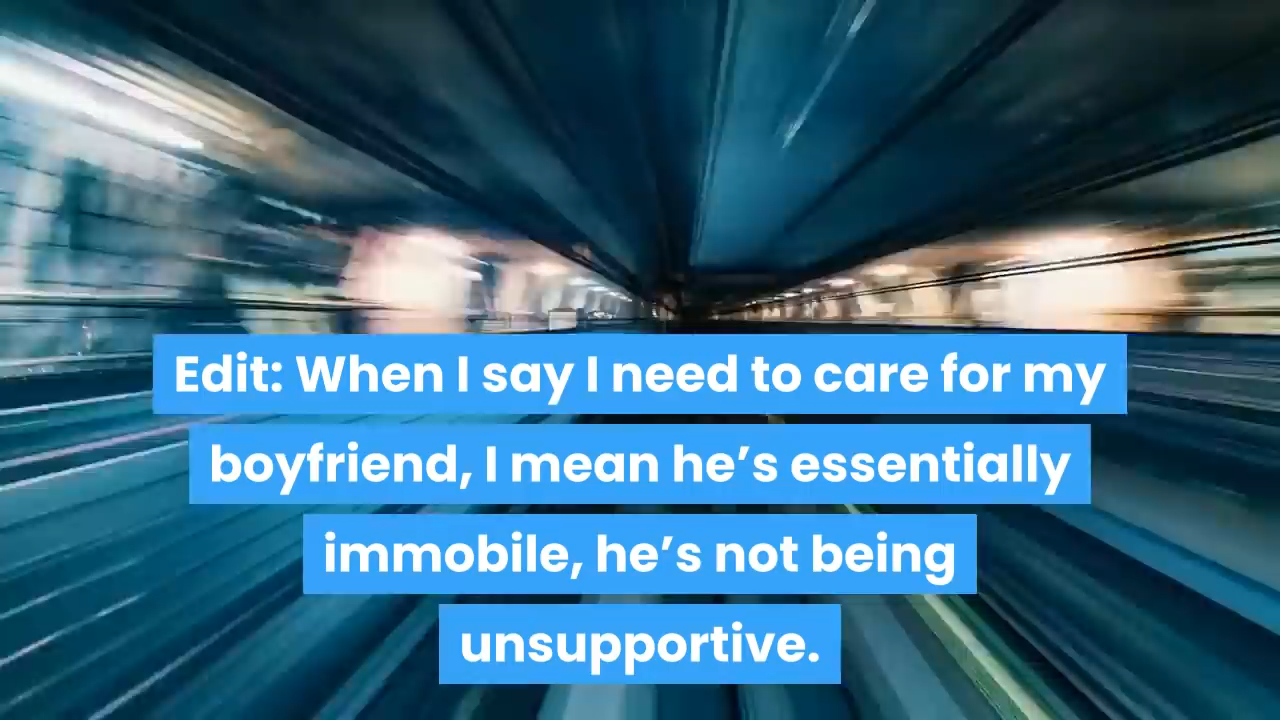 Edit: When I say I need to care for my
boyfriend, I mean he’s essentially
immobile, he’s not being
unsupportive.